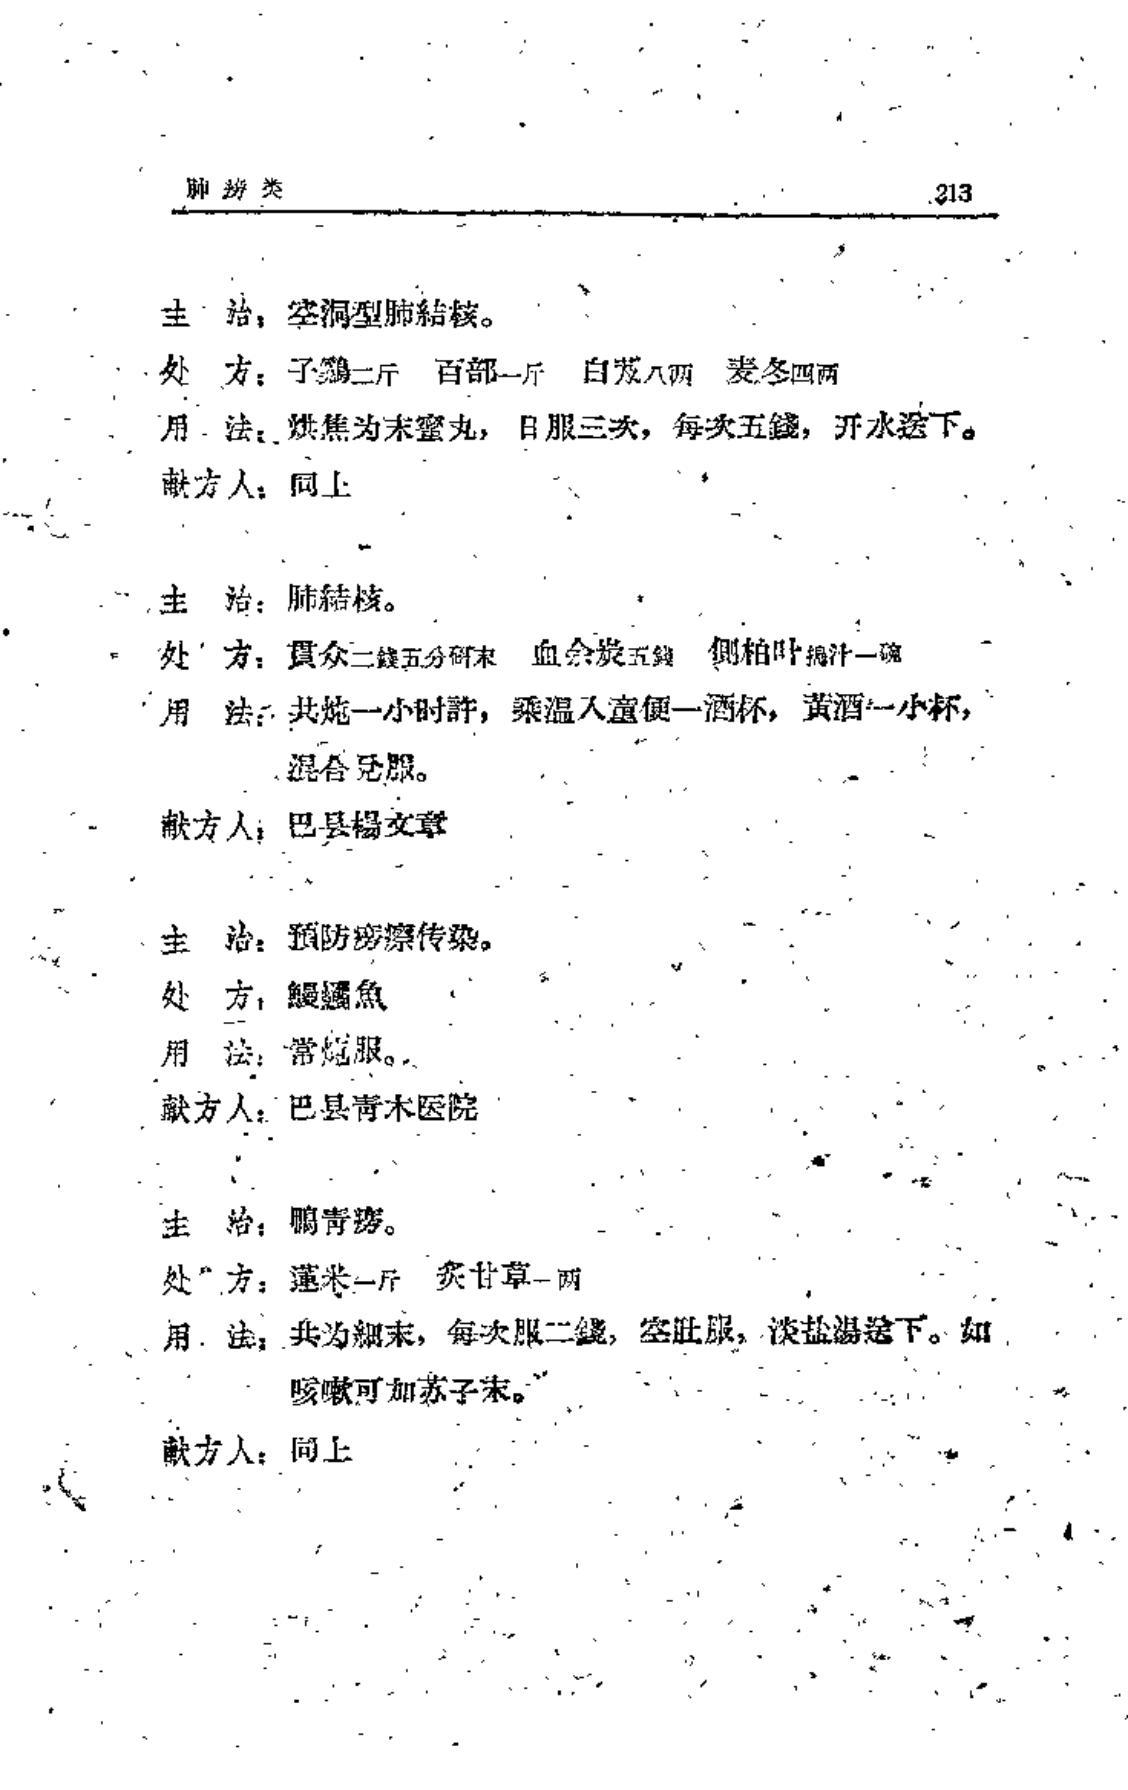 肺痨类 213
主 治：空洞型肺結核。
处 方：子鷄二斤 百部一斤 白芨八两 麦冬四两
用 法：烘焦为末蜜丸，日服三次，每次五錢，开水送下。
献方人：同上
主 治：肺結核。
处 方：貫众二錢五分研末 血余炭五錢 側柏叶搗汁一碗
用 法：共炖一小时許，乘温入童便一酒杯，黃酒一小杯，
混合兑服。
献方人：巴县楊文章
主 治：預防痨瘵传染。
处 方：鰻鱺魚
用 法：常炖服。
献方人：巴县青木医院
主 治：鴨青痨。
处 方：蓮米一斤 炙甘草一两
用 法：共为細末，每次服二錢，空肚服，淡盐湯送下。如
咳嗽可加苏子末。
献方人：同上